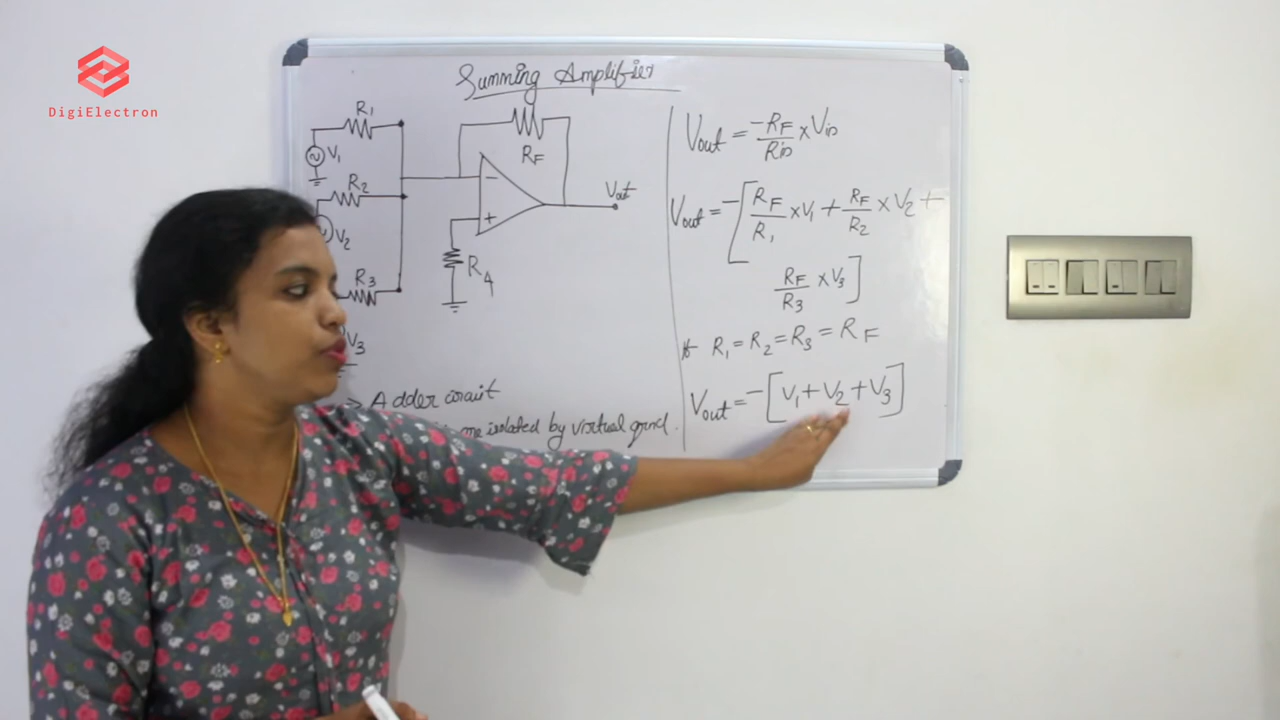 DigiElectron
Summing Amplifier
R1
V1
R2
V2
R3
V3
RF
−
+
R4
Vout
Vout = -RF/Rin × Vin
Vout = -[RF/R1 × V1 + RF/R2 × V2 +
RF/R3 × V3]
If R1 = R2 = R3 = RF
Vout = -[V1 + V2 + V3]
> Adder circuit
isolated by virtual grnd.